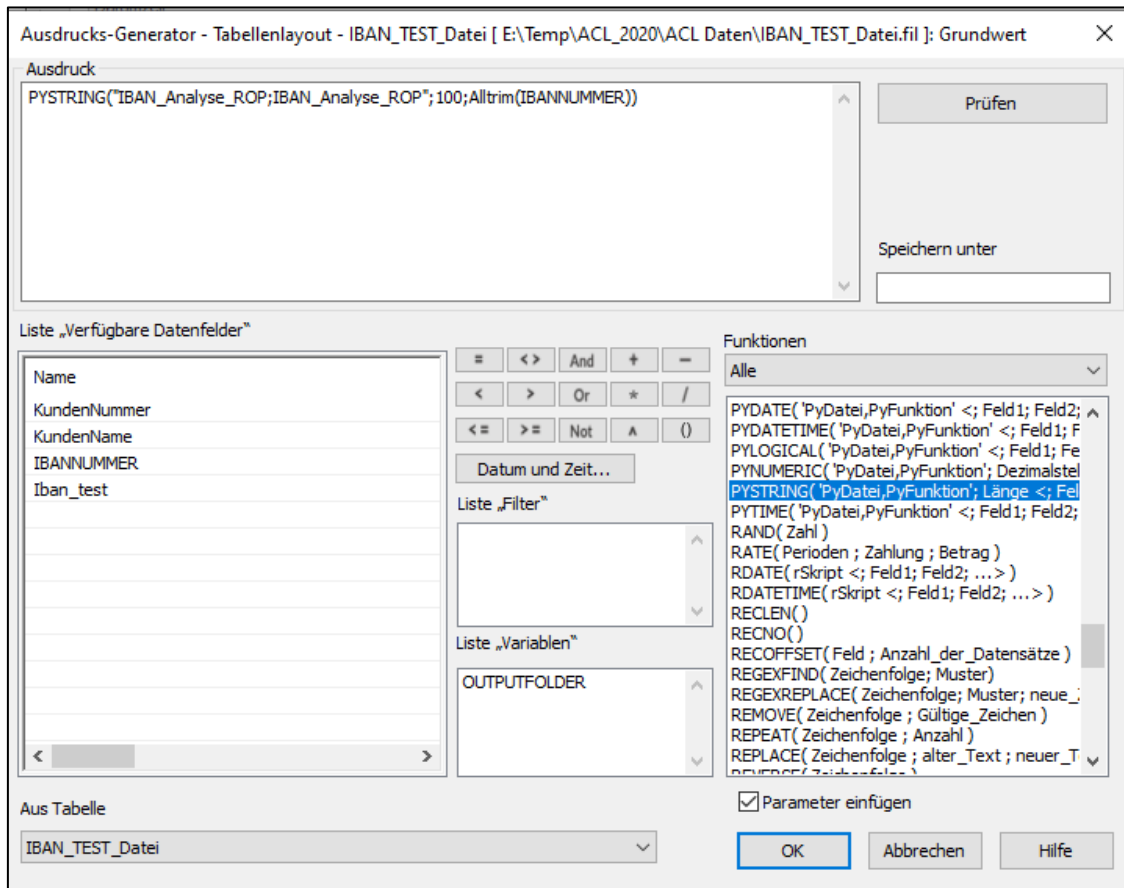 Ausdrucks-Generator - Tabellenlayout - IBAN_TEST_Datei [ E:\Temp\ACL_2020\ACL Daten\IBAN_TEST_Datei.fil ]: Grundwert
Ausdruck
PYSTRING("IBAN_Analyse_ROP;IBAN_Analyse_ROP";100;Alltrim(IBANNUMMER))
Prüfen
Speichern unter
Liste „Verfügbare Datenfelder“
Name
KundenNummer
KundenName
IBANNUMMER
Iban_test
= <> And + −
< > Or * /
<= >= Not ^ ()
Datum und Zeit...
Liste „Filter“
Liste „Variablen“
OUTPUTFOLDER
Funktionen
Alle
PYDATE( 'PyDatei,PyFunktion' <; Feld1; Feld2;
PYDATETIME( 'PyDatei,PyFunktion' <; Feld1; F
PYLOGICAL( 'PyDatei,PyFunktion' <; Feld1; Fe
PYNUMERIC( 'PyDatei,PyFunktion'; Dezimalstel
PYSTRING( 'PyDatei,PyFunktion'; Länge <; Fel
PYTIME( 'PyDatei,PyFunktion' <; Feld1; Feld2;
RAND( Zahl )
RATE( Perioden ; Zahlung ; Betrag )
RDATE( rSkript <; Feld1; Feld2; ...> )
RDATETIME( rSkript <; Feld1; Feld2; ...> )
RECLEN( )
RECNO( )
RECOFFSET( Feld ; Anzahl_der_Datensätze )
REGEXFIND( Zeichenfolge; Muster)
REGEXREPLACE( Zeichenfolge; Muster; neue_Z
REMOVE( Zeichenfolge ; Gültige_Zeichen )
REPEAT( Zeichenfolge ; Anzahl )
REPLACE( Zeichenfolge ; alter_Text ; neuer_T
Parameter einfügen
Aus Tabelle
IBAN_TEST_Datei
OK
Abbrechen
Hilfe